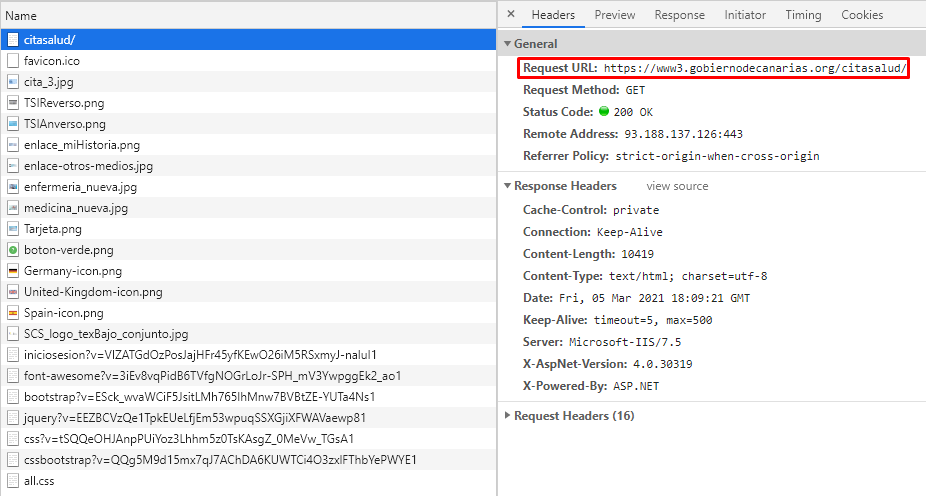 Name
citasalud/
favicon.ico
cita_3.jpg
TSIReverso.png
TSIAnverso.png
enlace_miHistoria.png
enlace-otros-medios.jpg
enfermeria_nueva.jpg
medicina_nueva.jpg
Tarjeta.png
boton-verde.png
Germany-icon.png
United-Kingdom-icon.png
Spain-icon.png
SCS_logo_texBajo_conjunto.jpg
iniciosesion?v=VIZATGdOzPosJajHFr45yfKEwO26iM5RSxmyJ-naluI1
font-awesome?v=3iEv8vqPidB6TVfgNOGrLoJr-SPH_mV3YwpggEk2_ao1
bootstrap?v=ESck_wvaWCiF5JsitLMh765IhMnw7BVBtZE-YUTa4Ns1
jquery?v=EEZBCVzQe1TpkEUeLfjEm53wpuqSSXGjiXFWAVaewp81
css?v=tSQQeOHJAnpPUiYoz3Lhhm5z0TsKAsgZ_0MeVw_TGsA1
cssbootstrap?v=QQg5M9d15mx7qJ7AChDA6KUWTCi4O3zxlFThbYePWYE1
all.css
× Headers Preview Response Initiator Timing Cookies
General
Request URL: https://www3.gobiernodecanarias.org/citasalud/
Request Method: GET
Status Code: 200 OK
Remote Address: 93.188.137.126:443
Referrer Policy: strict-origin-when-cross-origin
Response Headers view source
Cache-Control: private
Connection: Keep-Alive
Content-Length: 10419
Content-Type: text/html; charset=utf-8
Date: Fri, 05 Mar 2021 18:09:21 GMT
Keep-Alive: timeout=5, max=500
Server: Microsoft-IIS/7.5
X-AspNet-Version: 4.0.30319
X-Powered-By: ASP.NET
Request Headers (16)